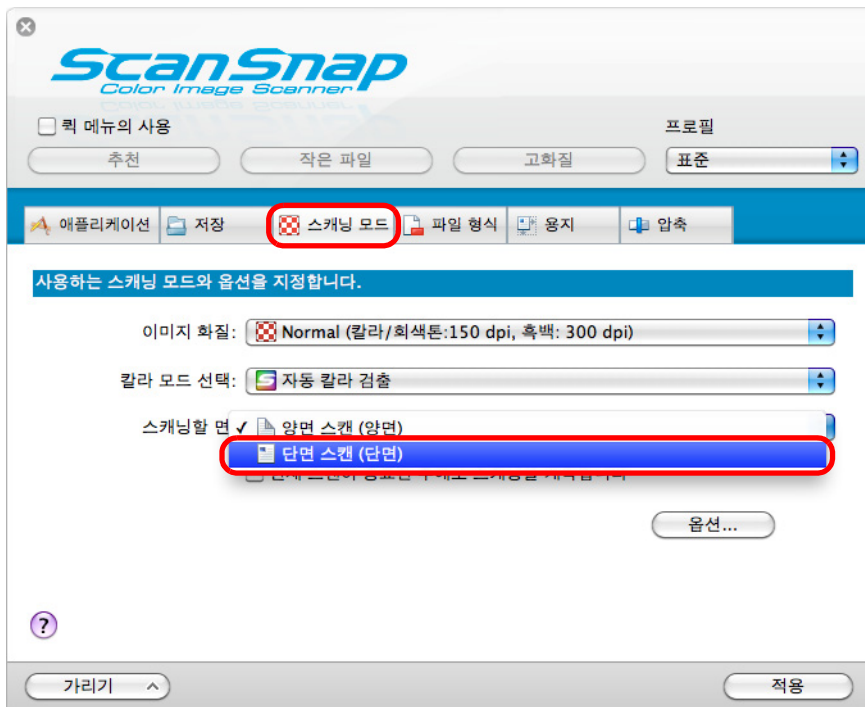 ScanSnap
Color Image Scanner
퀵 메뉴의 사용
프로필
추천
작은 파일
고화질
표준
애플리케이션
저장
스캐닝 모드
파일 형식
용지
압축
사용하는 스캐닝 모드와 옵션을 지정합니다.
이미지 화질: Normal (칼라/회색톤:150 dpi, 흑백: 300 dpi)
칼라 모드 선택: 자동 칼라 검출
스캐닝할 면 ✓ 양면 스캔 (양면)
단면 스캔 (단면)
옵션...
?
가리기
적용